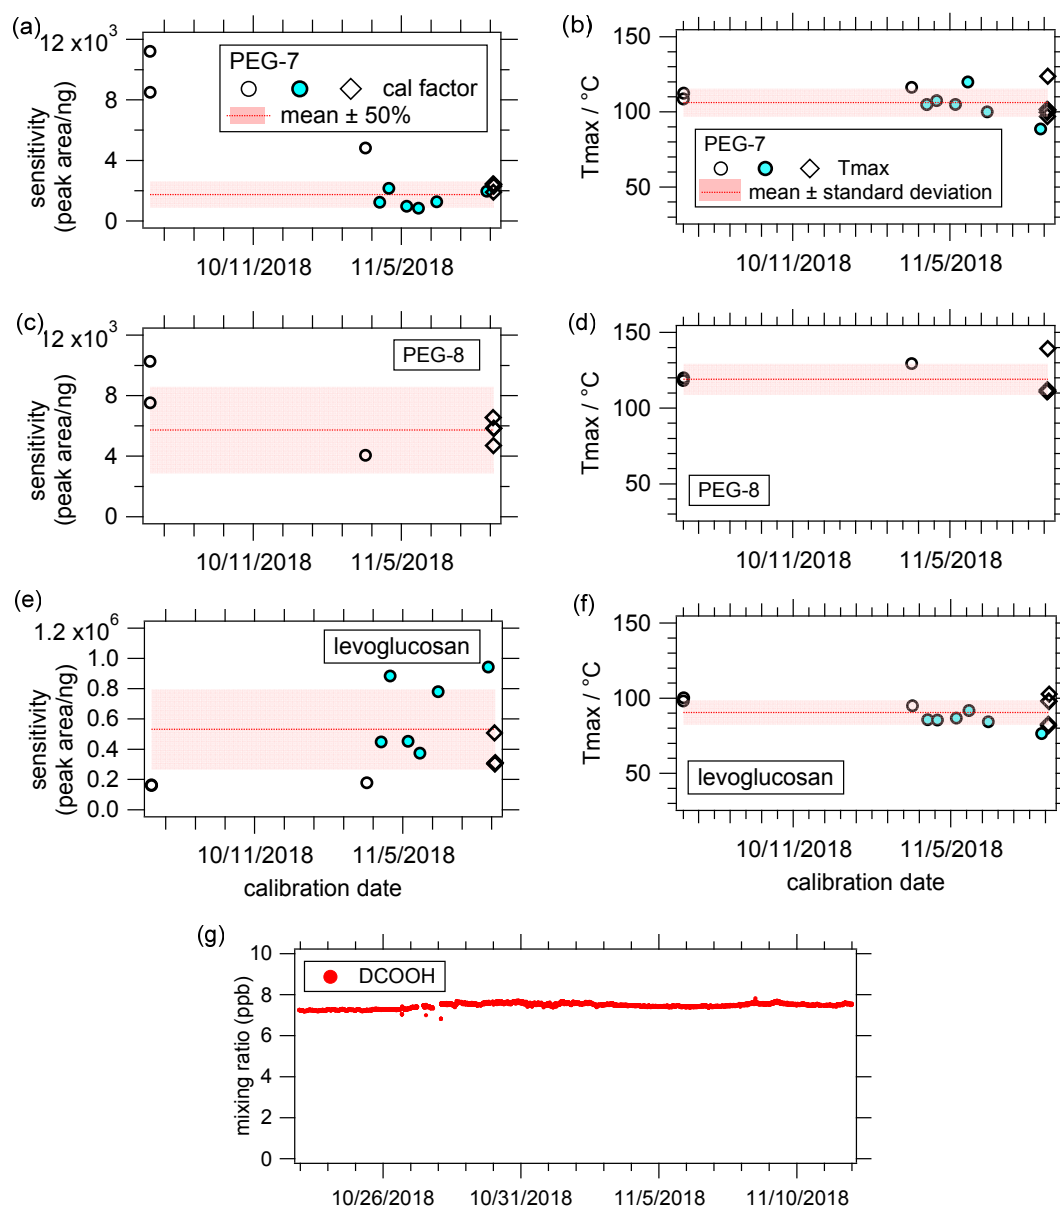 (a)
12 x10³
8
4
0
sensitivity
(peak area/ng)
PEG-7
cal factor
mean ± 50%
10/11/2018
11/5/2018
(b)
150
100
50
Tmax / °C
PEG-7
Tmax
mean ± standard deviation
10/11/2018
11/5/2018
(c)
12 x10³
8
4
0
sensitivity
(peak area/ng)
PEG-8
10/11/2018
11/5/2018
(d)
150
100
50
Tmax / °C
PEG-8
10/11/2018
11/5/2018
(e)
1.2 x10⁶
1.0
0.8
0.6
0.4
0.2
0.0
sensitivity
(peak area/ng)
levoglucosan
10/11/2018
11/5/2018
calibration date
(f)
150
100
50
Tmax / °C
levoglucosan
10/11/2018
11/5/2018
calibration date
(g)
10
8
6
4
2
0
mixing ratio (ppb)
DCOOH
10/26/2018
10/31/2018
11/5/2018
11/10/2018